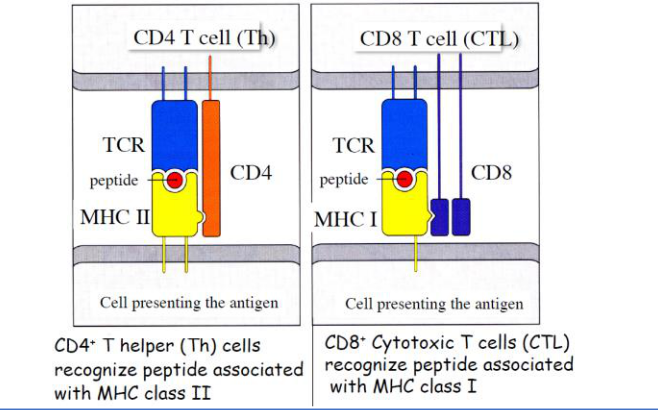 CD4 T cell (Th)
TCR
peptide
CD4
MHC II
Cell presenting the antigen
CD4⁺ T helper (Th) cells
recognize peptide associated
with MHC class II
CD8 T cell (CTL)
TCR
peptide
CD8
MHC I
Cell presenting the antigen
CD8⁺ Cytotoxic T cells (CTL)
recognize peptide associated
with MHC class I